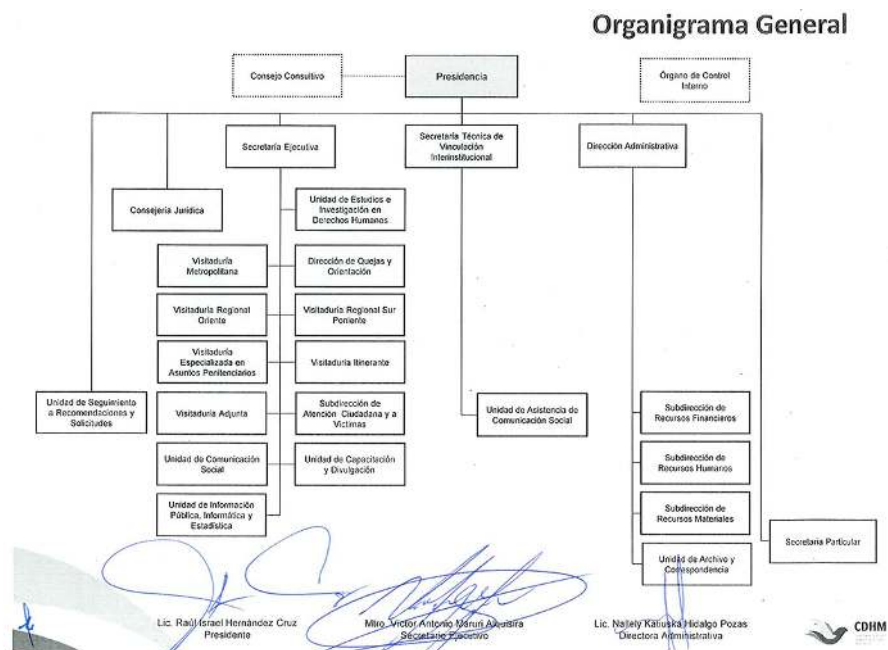 Organigrama General
Consejo Consultivo
Presidencia
Órgano de Control
Interno
Secretaría Ejecutiva
Secretaría Técnica de
Vinculación
Interinstitucional
Dirección Administrativa
Consejería Jurídica
Unidad de Estudios e
Investigación en
Derechos Humanos
Visitaduría
Metropolitana
Dirección de Quejas y
Orientación
Visitaduría Regional
Oriente
Visitaduría Regional Sur
Poniente
Visitaduría
Especializada en
Asuntos Penitenciarios
Visitaduría Itinerante
Unidad de Seguimiento
a Recomendaciones y
Solicitudes
Visitaduría Adjunta
Subdirección de
Atención Ciudadana y a
Víctimas
Unidad de Asistencia de
Comunicación Social
Subdirección de
Recursos Financieros
Unidad de Comunicación
Social
Unidad de Capacitación
y Divulgación
Subdirección de
Recursos Humanos
Unidad de Información
Pública, Informática y
Estadística
Subdirección de
Recursos Materiales
Secretaria Particular
Unidad de Archivo y
Correspondencia
Lic. Raúl Israel Hernández Cruz
Presidente
Mtro. Víctor Antonio Maruri
Secretario Ejecutivo
Lic. Nallely Katiuska Hidalgo Pozas
Directora Administrativa
CDHM